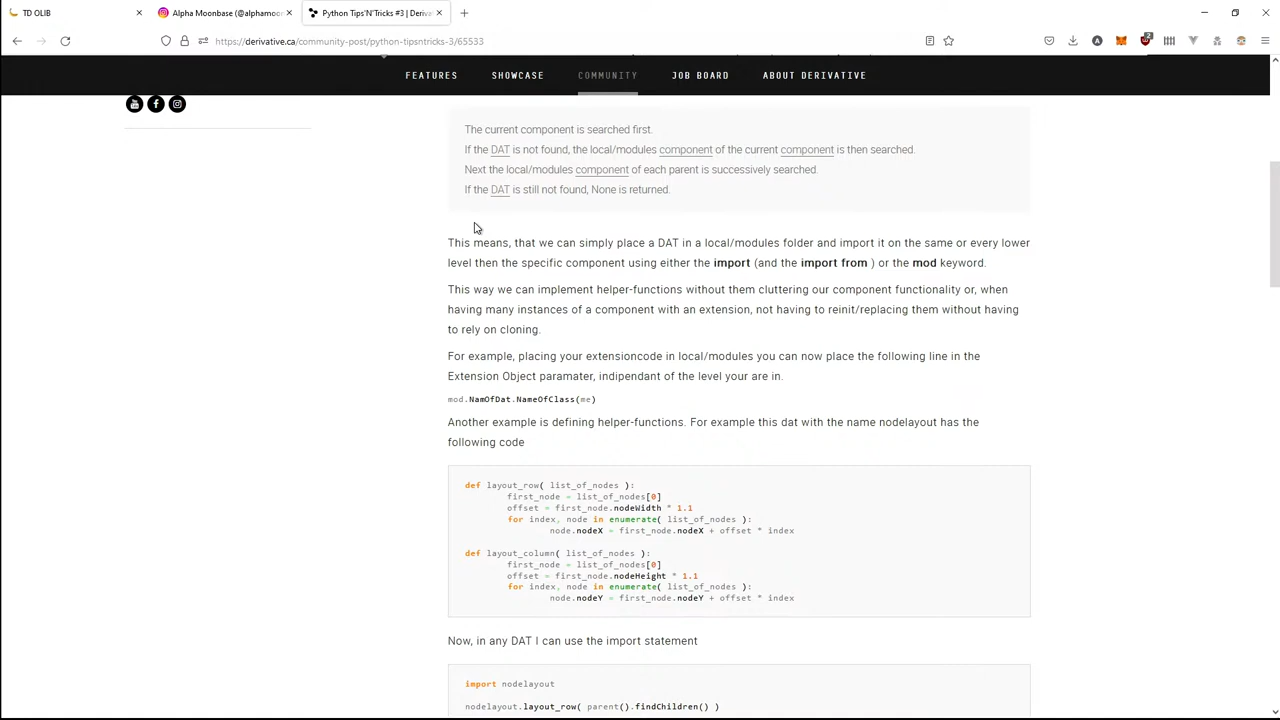 TD OLIB
Alpha Moonbase (@alphamoon
Python Tips'N'Tricks #3 | Deriva
https://derivative.ca/community-post/python-tipsntricks-3/65533
2
FEATURES SHOWCASE COMMUNITY JOB BOARD ABOUT DERIVATIVE
The current component is searched first.
If the DAT is not found, the local/modules component of the current component is then searched.
Next the local/modules component of each parent is successively searched.
If the DAT is still not found, None is returned.
This means, that we can simply place a DAT in a local/modules folder and import it on the same or every lower
level then the specific component using either the import (and the import from ) or the mod keyword.
This way we can implement helper-functions without them cluttering our component functionality or, when
having many instances of a component with an extension, not having to reinit/replacing them without having
to rely on cloning.
For example, placing your extensioncode in local/modules you can now place the following line in the
Extension Object paramater, indipendant of the level your are in.
mod.NamOfDat.NameOfClass(me)
Another example is defining helper-functions. For example this dat with the name nodelayout has the
following code
def layout_row( list_of_nodes ):
first_node = list_of_nodes[0]
offset = first_node.nodeWidth * 1.1
for index, node in enumerate( list_of_nodes ):
node.nodeX = first_node.nodeX + offset * index
def layout_column( list_of_nodes ):
first_node = list_of_nodes[0]
offset = first_node.nodeHeight * 1.1
for index, node in enumerate( list_of_nodes ):
node.nodeY = first_node.nodeY + offset * index
Now, in any DAT I can use the import statement
import nodelayout
nodelayout.layout_row( parent().findChildren() )